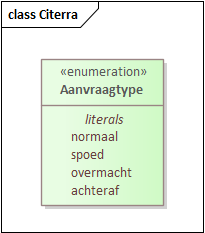 class Citerra
«enumeration»
Aanvraagtype
literals
normaal
spoed
overmacht
achteraf